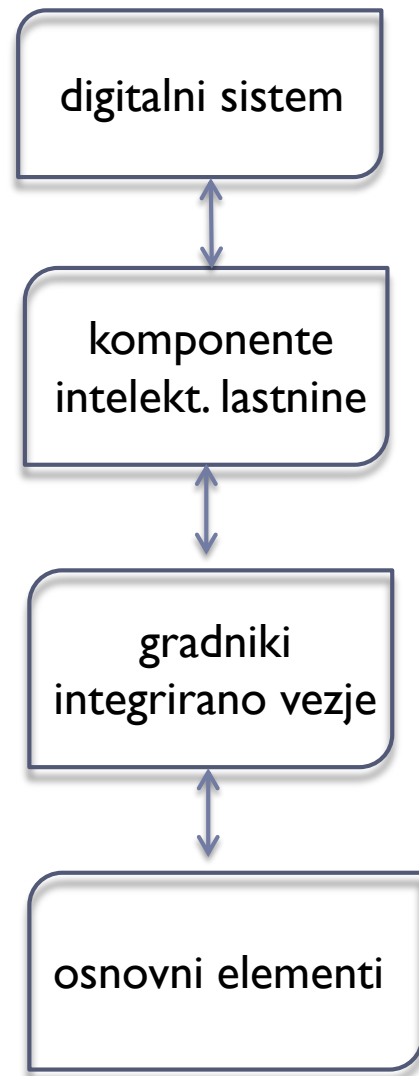 digitalni sistem
komponente
intelekt. lastnine
gradniki
integrirano vezje
osnovni elementi